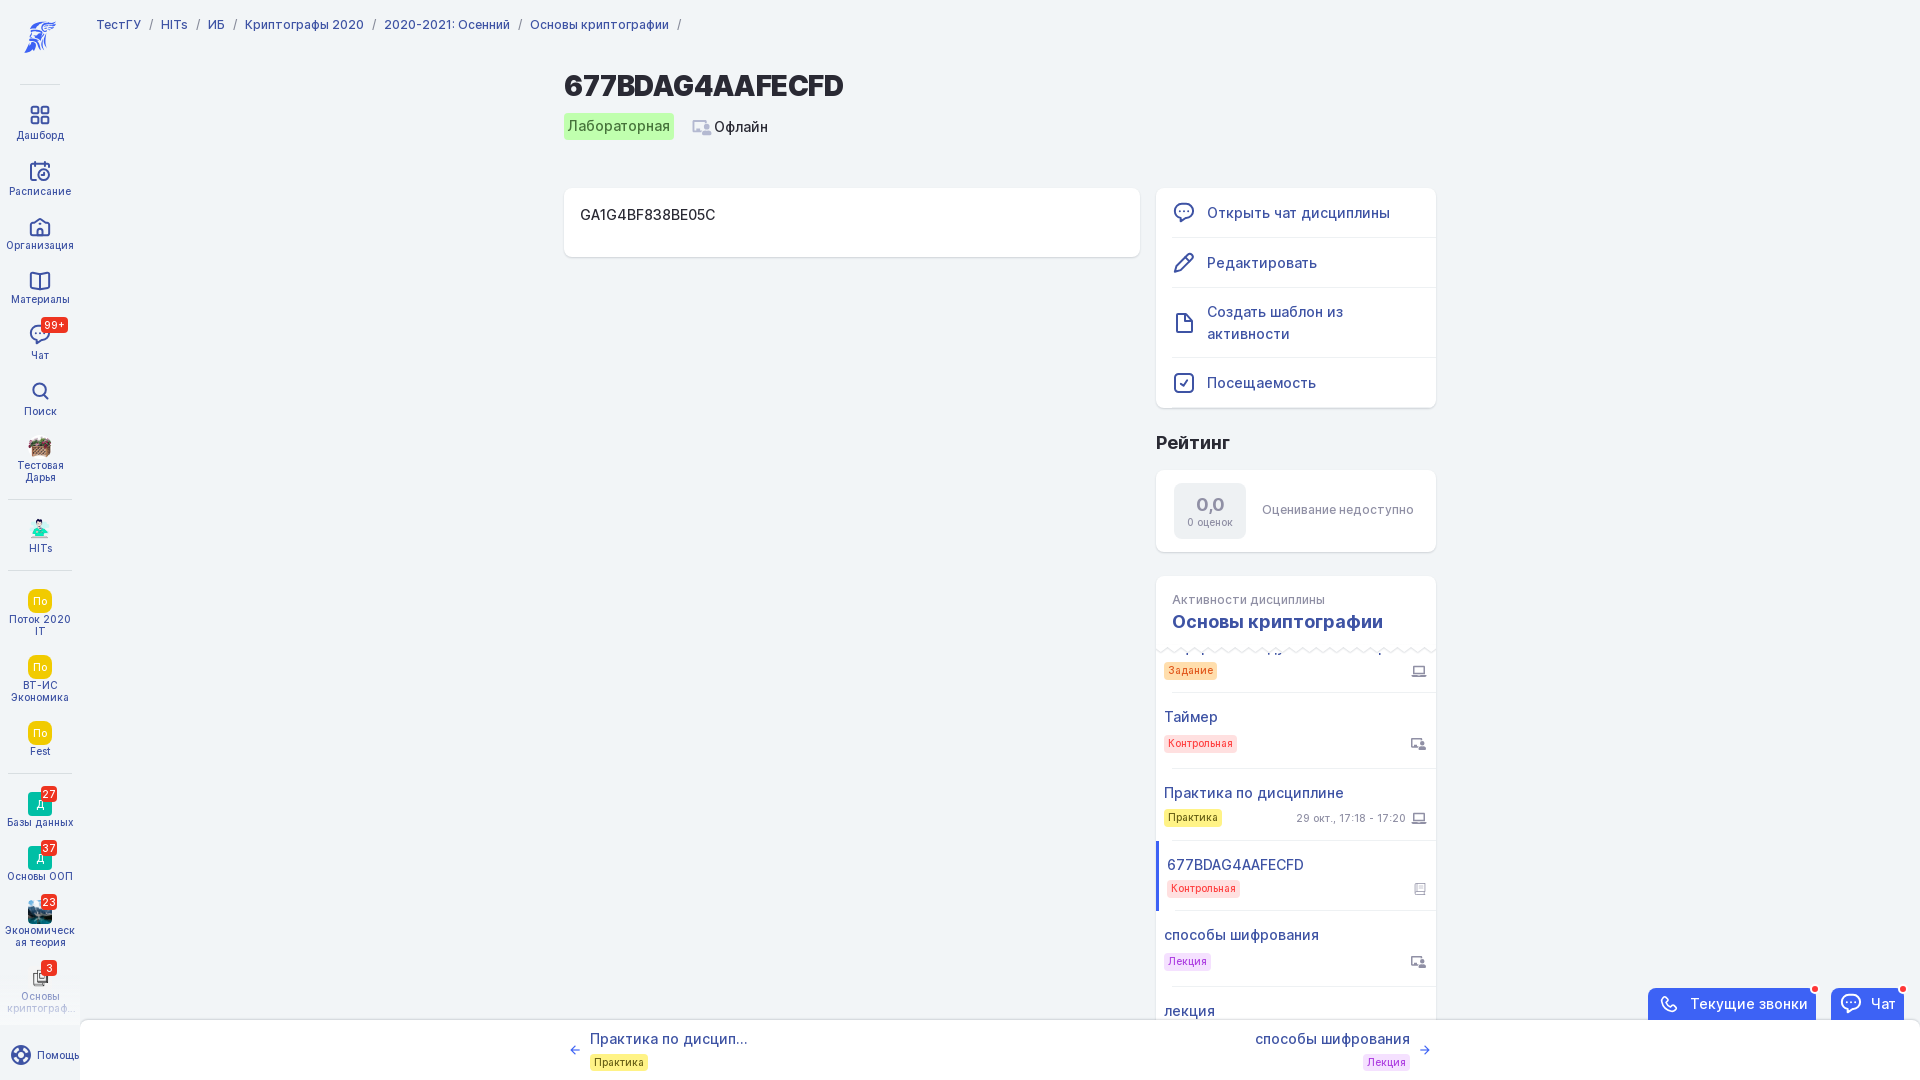 ТестГУ / HITs / ИБ / Криптографы 2020 / 2020-2021: Осенний / Основы криптографии /
677BDAG4AAFECFD
Лабораторная
Офлайн
GA1G4BF838BE05C
Дашборд
Расписание
Организация
Материалы
99+
Чат
Поиск
Тестовая
Дарья
HITs
По
Поток 2020
IT
По
ВТ-ИС
Экономика
По
Fest
27
Д
Базы данных
37
Д
Основы ООП
23
Экономическ
ая теория
3
Основы
криптограф...
Помощь
Открыть чат дисциплины
Редактировать
Создать шаблон из
активности
Посещаемость
Рейтинг
0,0
0 оценок
Оценивание недоступно
Активности дисциплины
Основы криптографии
Задание
Таймер
Контрольная
Практика по дисциплине
Практика
29 окт., 17:18 - 17:20
677BDAG4AAFECFD
Контрольная
способы шифрования
Лекция
лекция
Текущие звонки
Чат
Практика по дисцип...
Практика
способы шифрования
Лекция